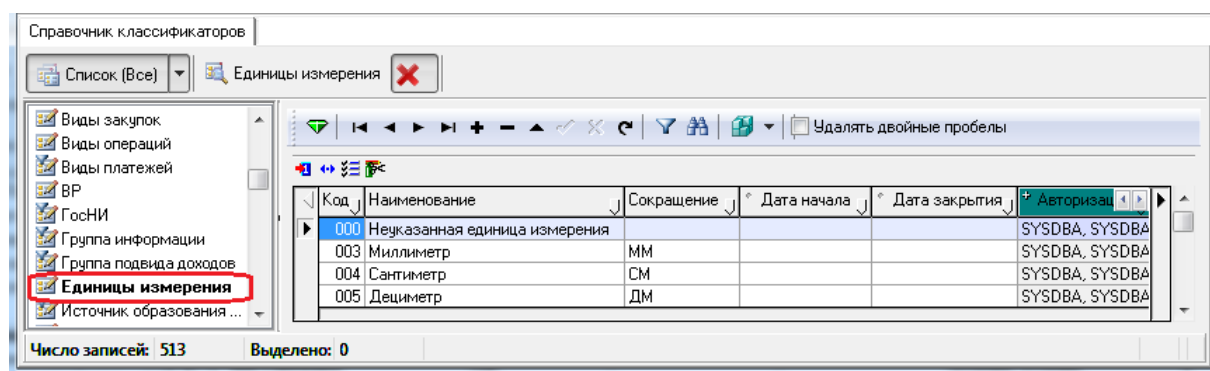 Справочник классификаторов
Список (Все) Единицы измерения
Виды закупок
Виды операций
Виды платежей
ВР
ГосНИ
Группа информации
Группа подвида доходов
Единицы измерения
Источник образования ...
Удалять двойные пробелы
Код Наименование Сокращение Дата начала Дата закрытия Авторизац
000 Неуказанная единица измерения SYSDBA, SYSDBA
003 Миллиметр ММ SYSDBA, SYSDBA
004 Сантиметр СМ SYSDBA, SYSDBA
005 Дециметр ДМ SYSDBA, SYSDBA
Число записей: 513 Выделено: 0